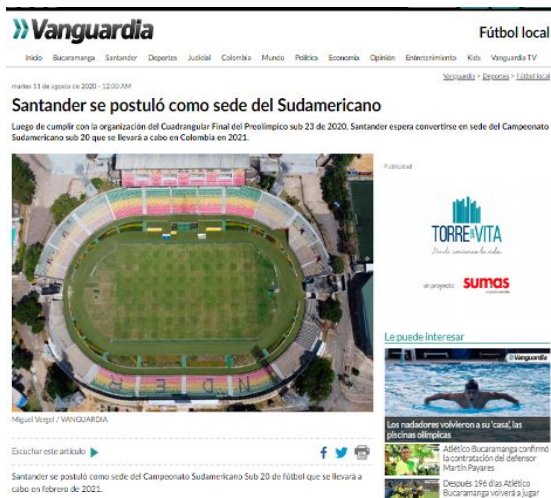 Vanguardia
Fútbol local
Inicio Bucaramanga Santander Deportes Judicial Colombia Mundo Política Economía Opinión Entretenimiento Kids Vanguardia TV
Vanguardia > Deportes > Fútbol local
martes 11 de agosto de 2020 - 12:00 AM
Santander se postuló como sede del Sudamericano
Luego de cumplir con la organización del Cuadrangular Final del Preolímpico sub 23 de 2020, Santander espera convertirse en sede del Campeonato
Sudamericano sub 20 que se llevará a cabo en Colombia en 2021.
Publicidad
TORRE VITA
Donde comienza la vida
un proyecto: sumas
Le puede interesar
Vanguardia
Los nadadores volvieron a su 'casa', las
piscinas olímpicas
Miguel Vergel / VANGUARDIA
Escuchar este artículo
Atlético Bucaramanga confirmó
la contratación del defensor
Martín Payares
Santander se postuló como sede del Campeonato Sudamericano Sub 20 de fútbol que se llevará a
cabo en febrero de 2021.
Después 196 días Atlético
Bucaramanga volverá a jugar